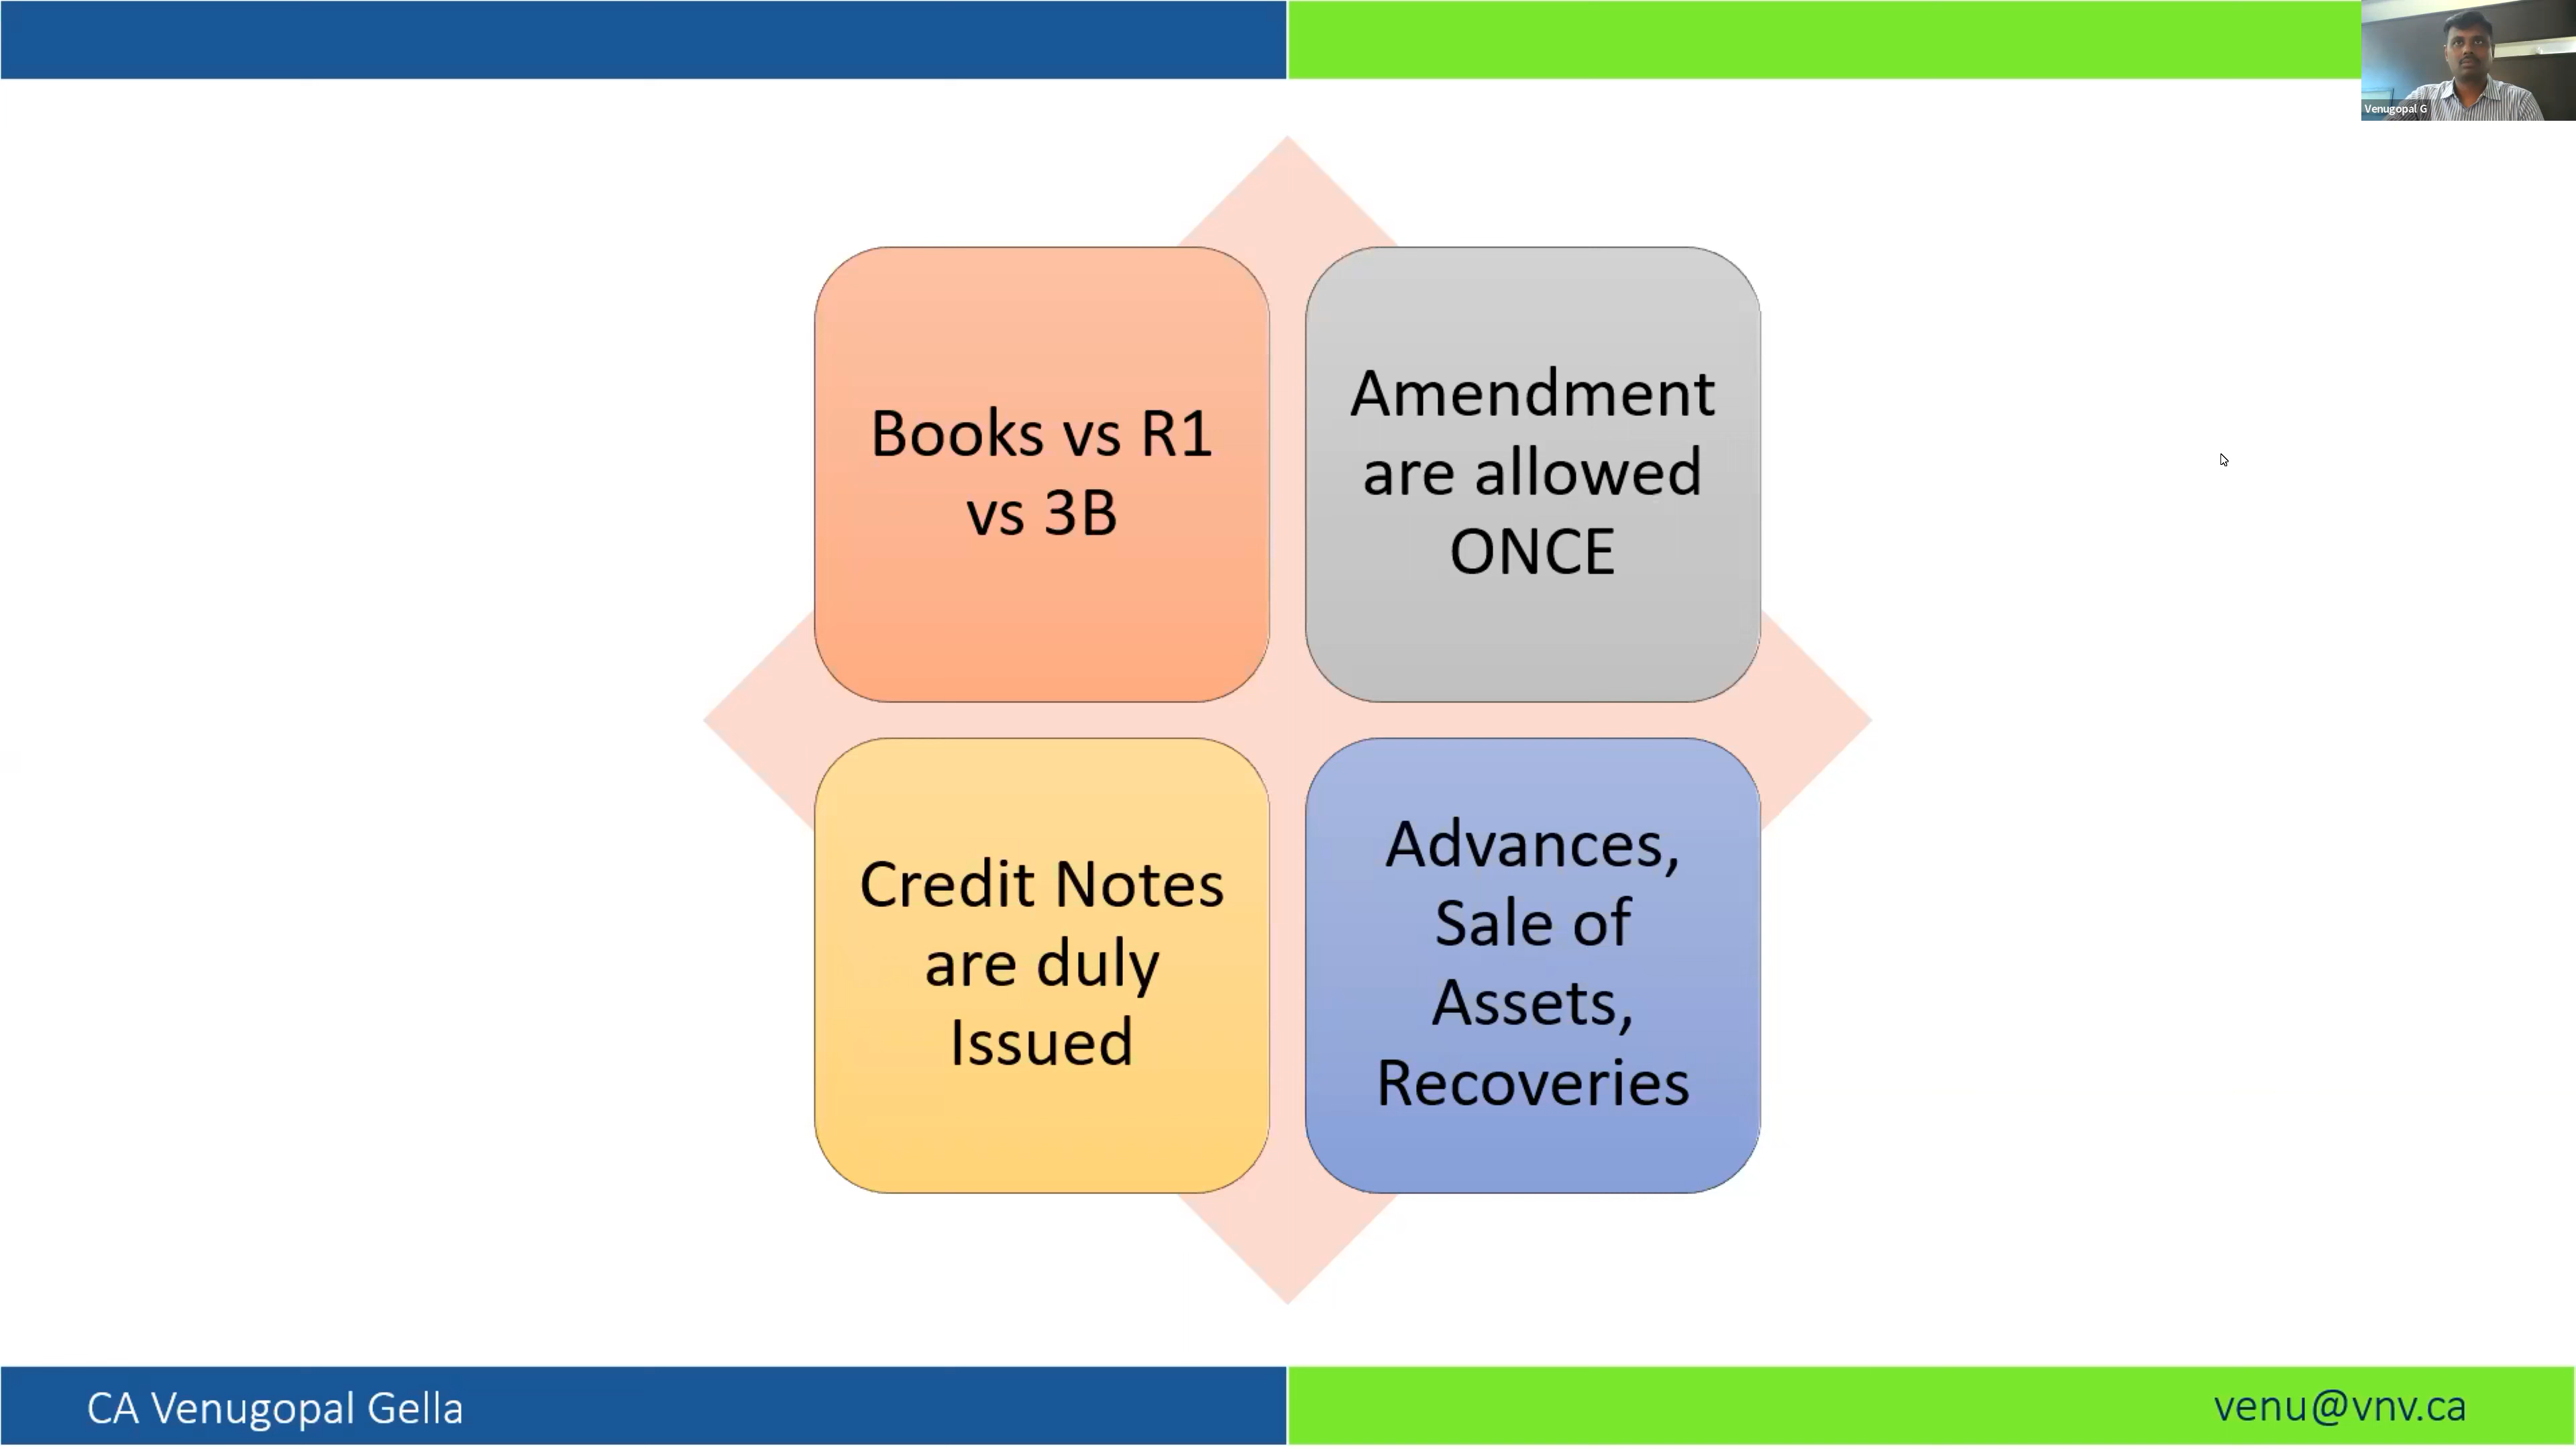 Venugopal G
Books vs R1
vs 3B
Amendment
are allowed
ONCE
Credit Notes
are duly
Issued
Advances,
Sale of
Assets,
Recoveries
CA Venugopal Gella
venu@vnv.ca